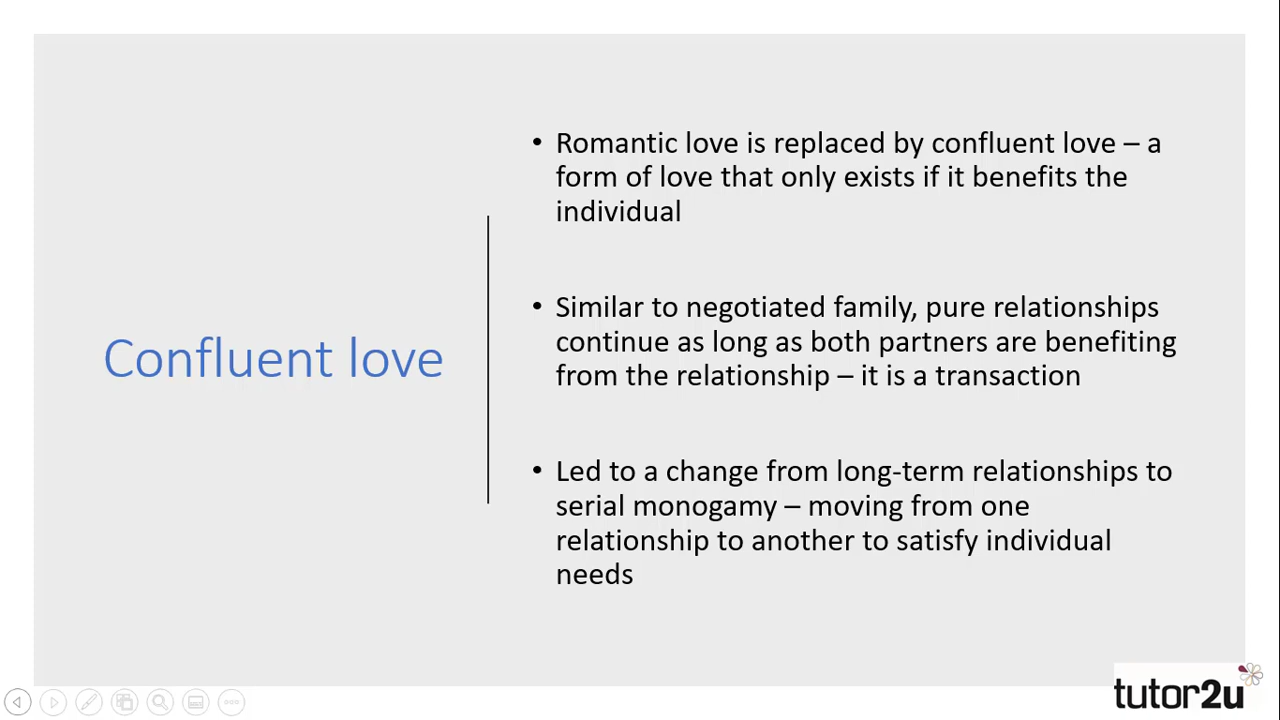 Confluent love
• Romantic love is replaced by confluent love – a
form of love that only exists if it benefits the
individual
• Similar to negotiated family, pure relationships
continue as long as both partners are benefiting
from the relationship – it is a transaction
• Led to a change from long-term relationships to
serial monogamy – moving from one
relationship to another to satisfy individual
needs
tutor2u